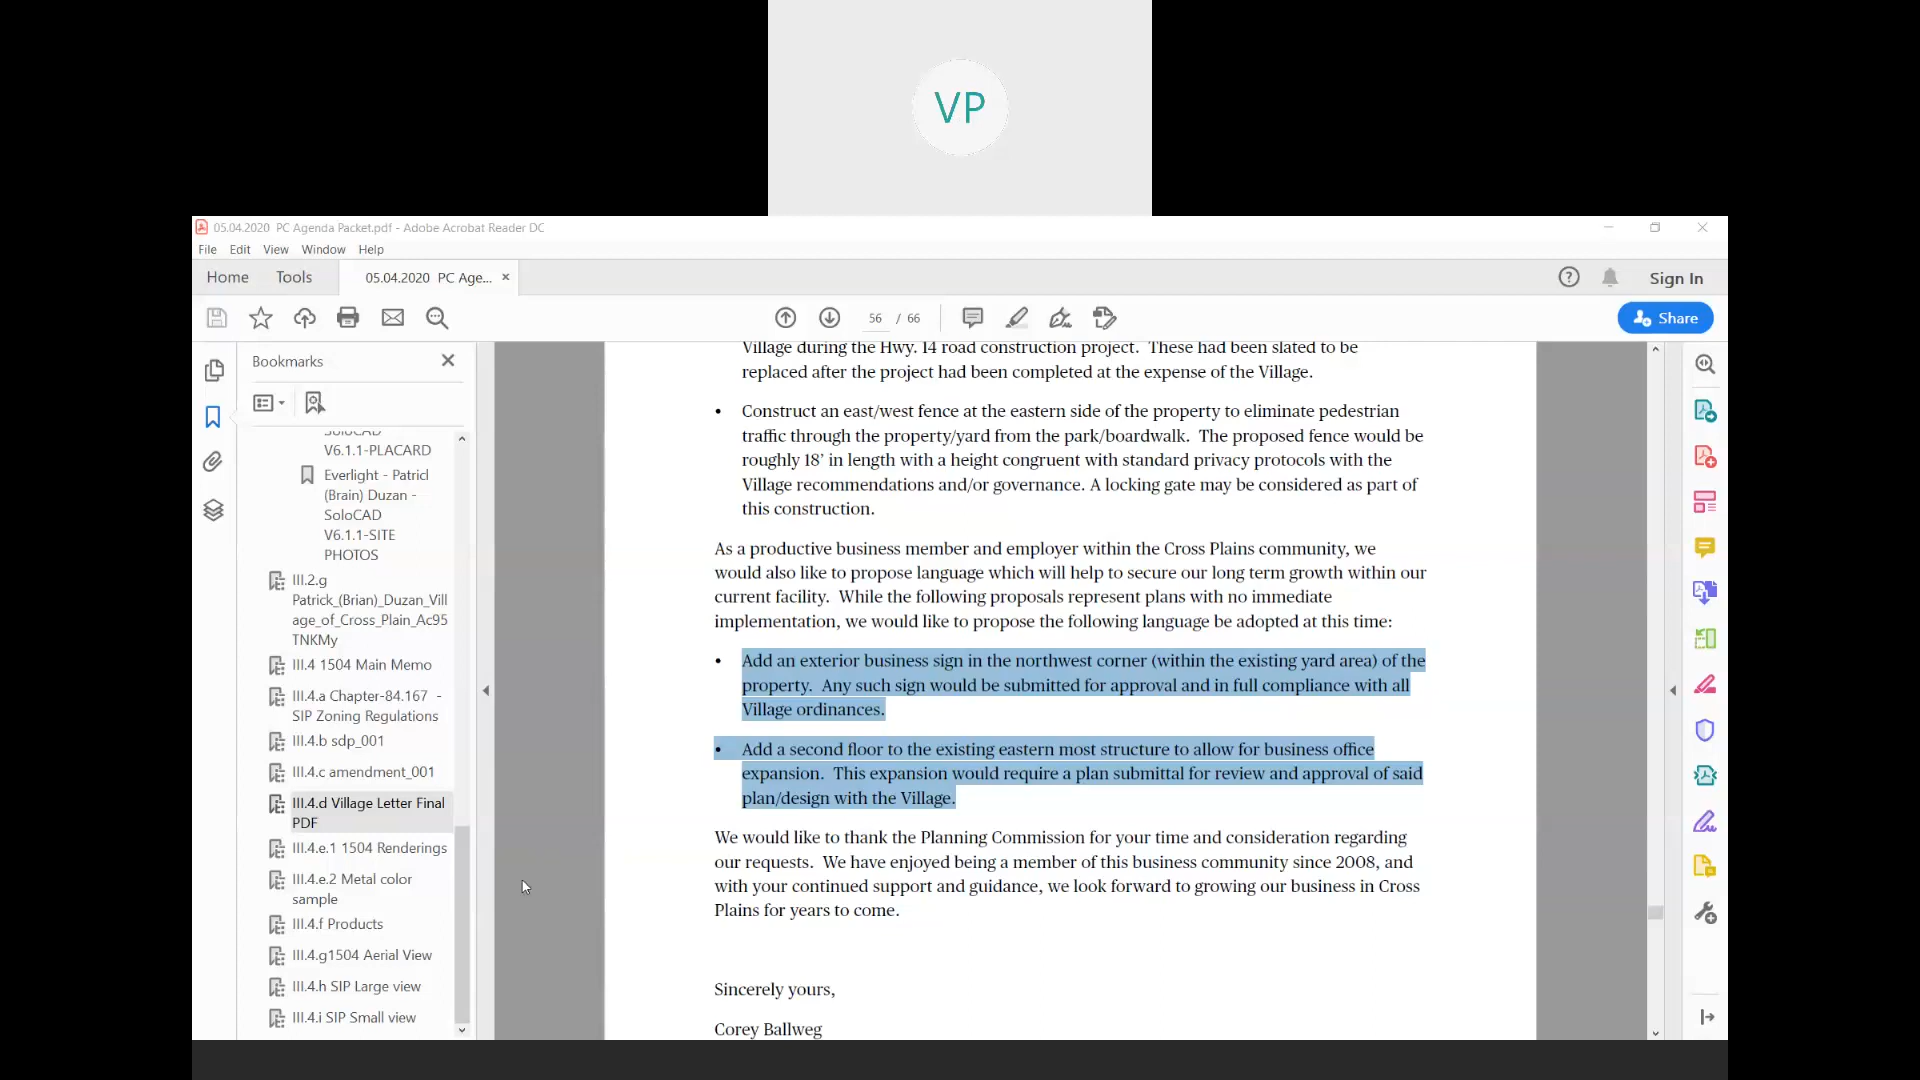 VP
05.04.2020 PC Agenda Packet.pdf - Adobe Acrobat Reader DC
File Edit View Window Help
Home Tools 05.04.2020 PC Age... × Sign In
56 / 66 Share
Bookmarks
SoloCAD
V6.1.1-PLACARD
Everlight - Patricl
(Brain) Duzan -
SoloCAD
V6.1.1-SITE
PHOTOS
III.2.g
Patrick_(Brian)_Duzan_Vill
age_of_Cross_Plain_Ac95
TNKMy
III.4 1504 Main Memo
III.4.a Chapter-84.167 -
SIP Zoning Regulations
III.4.b sdp_001
III.4.c amendment_001
III.4.d Village Letter Final
PDF
III.4.e.1 1504 Renderings
III.4.e.2 Metal color
sample
III.4.f Products
III.4.g1504 Aerial View
III.4.h SIP Large view
III.4.i SIP Small view
Village during the Hwy. 14 road construction project. These had been slated to be
replaced after the project had been completed at the expense of the Village.
• Construct an east/west fence at the eastern side of the property to eliminate pedestrian
traffic through the property/yard from the park/boardwalk. The proposed fence would be
roughly 18' in length with a height congruent with standard privacy protocols with the
Village recommendations and/or governance. A locking gate may be considered as part of
this construction.
As a productive business member and employer within the Cross Plains community, we
would also like to propose language which will help to secure our long term growth within our
current facility. While the following proposals represent plans with no immediate
implementation, we would like to propose the following language be adopted at this time:
• Add an exterior business sign in the northwest corner (within the existing yard area) of the
property. Any such sign would be submitted for approval and in full compliance with all
Village ordinances.
• Add a second floor to the existing eastern most structure to allow for business office
expansion. This expansion would require a plan submittal for review and approval of said
plan/design with the Village.
We would like to thank the Planning Commission for your time and consideration regarding
our requests. We have enjoyed being a member of this business community since 2008, and
with your continued support and guidance, we look forward to growing our business in Cross
Plains for years to come.
Sincerely yours,
Corey Ballweg